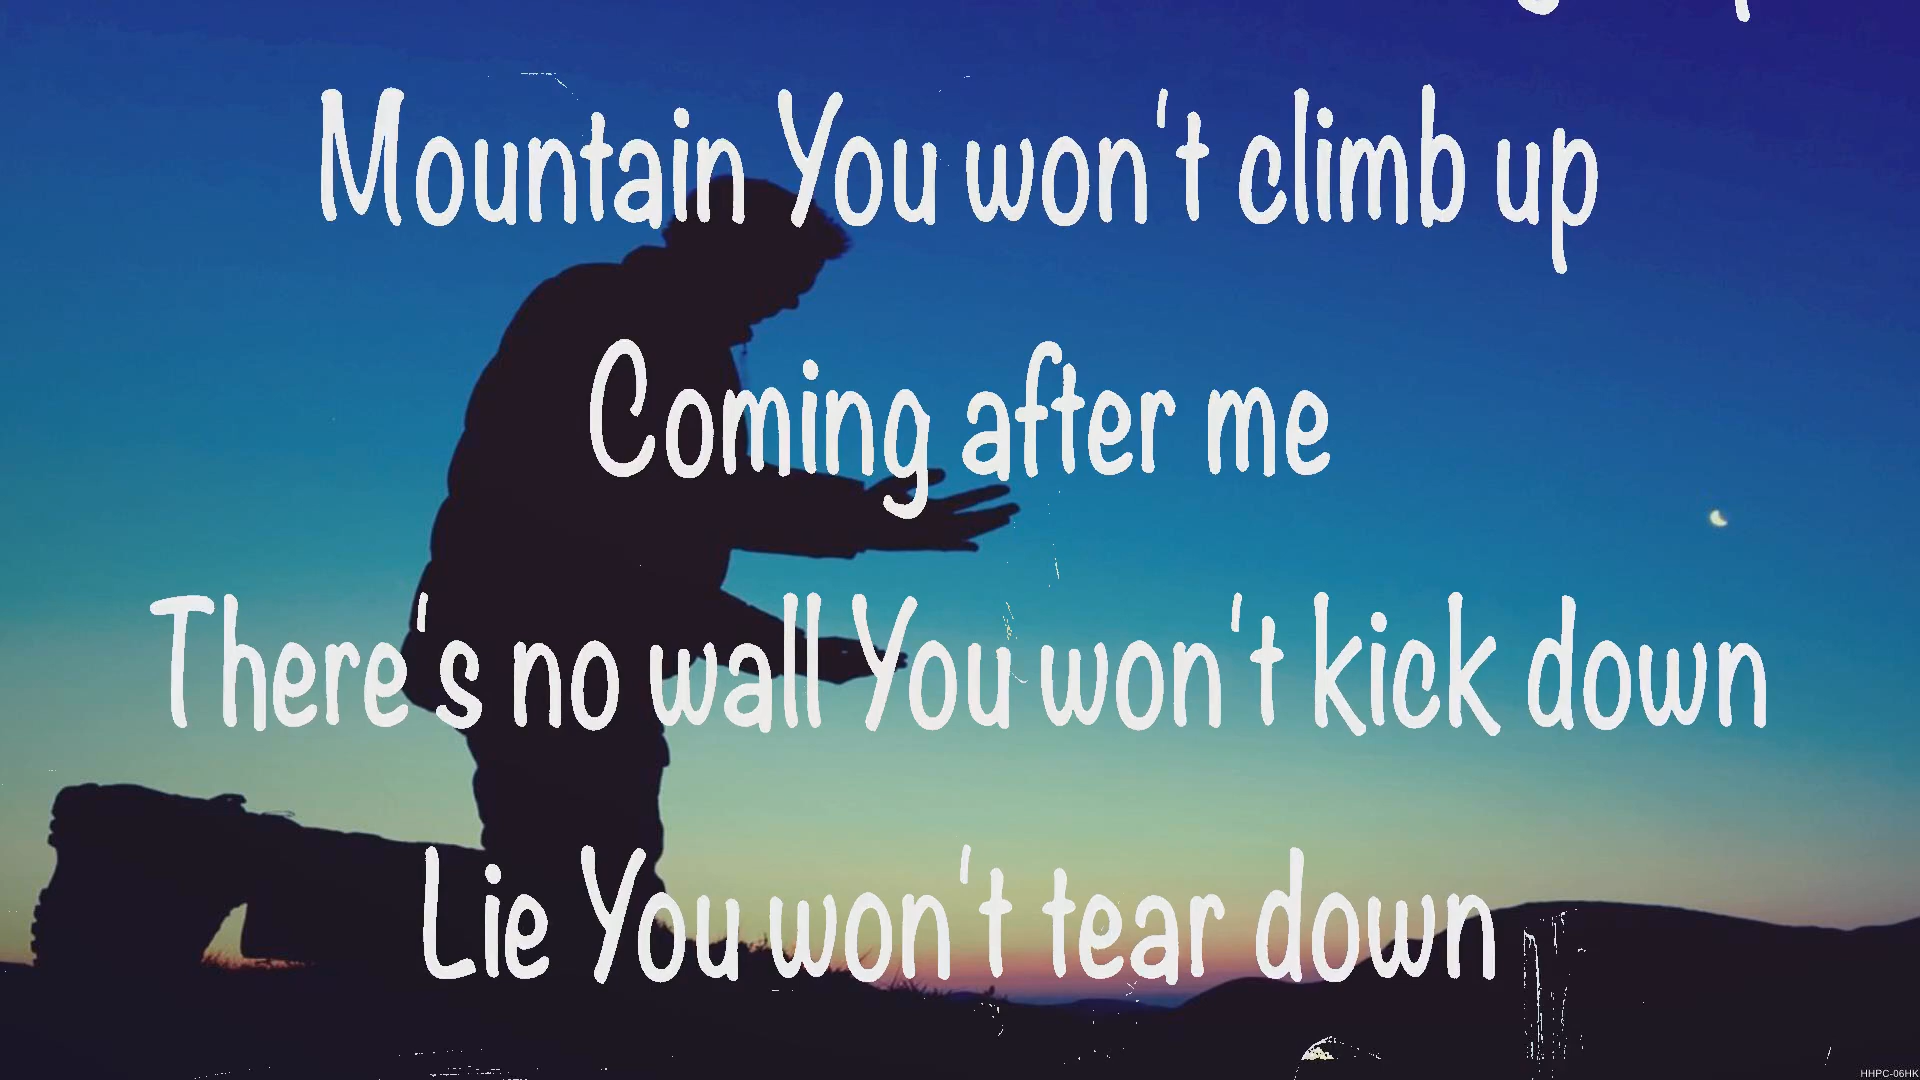 Mountain You won't climb up
Coming after me
There's no wall You won't kick down
Lie You won't tear down
HHPC-06HK